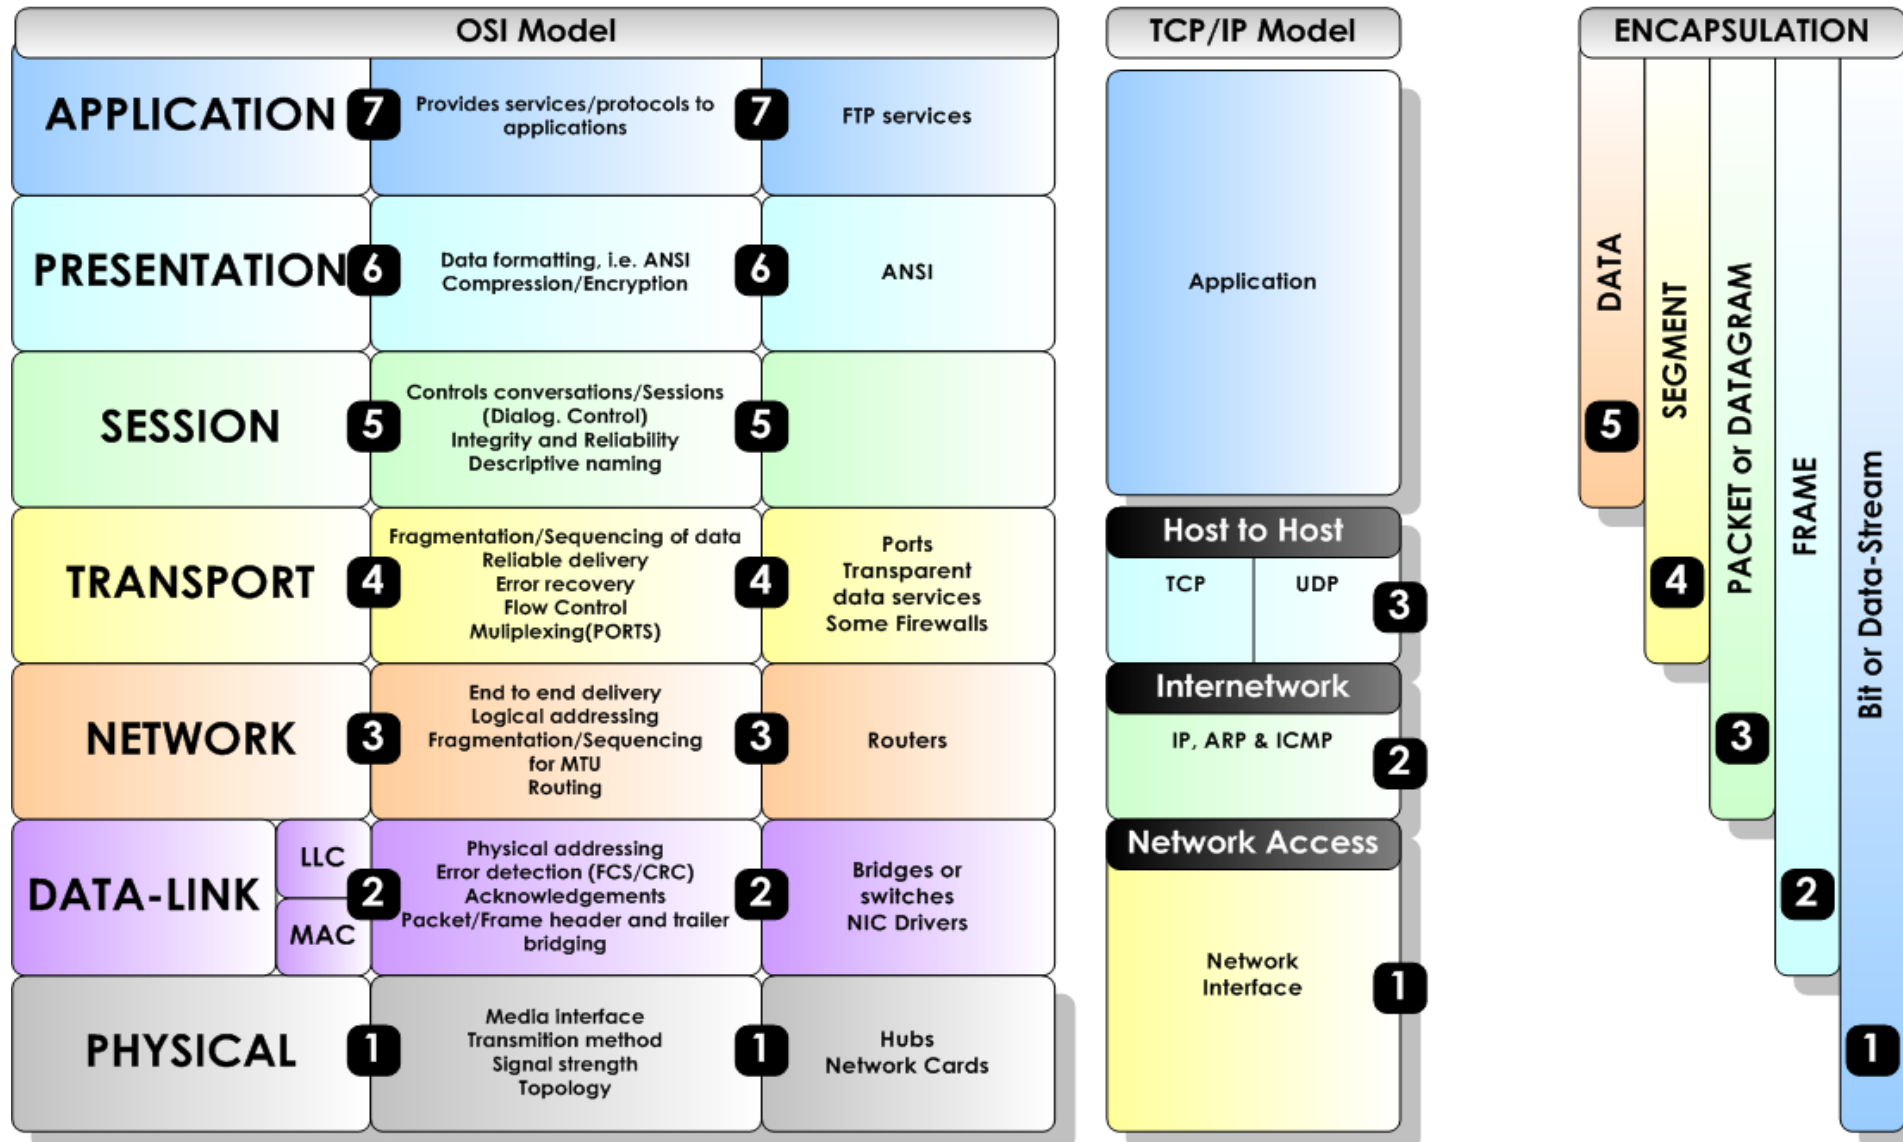 OSI Model
APPLICATION
7
Provides services/protocols to
applications
7
FTP services
PRESENTATION
6
Data formatting, i.e. ANSI
Compression/Encryption
6
ANSI
SESSION
5
Controls conversations/Sessions
(Dialog. Control)
Integrity and Reliability
Descriptive naming
5
TRANSPORT
4
Fragmentation/Sequencing of data
Reliable delivery
Error recovery
Flow Control
Muliplexing(PORTS)
4
Ports
Transparent
data services
Some Firewalls
NETWORK
3
End to end delivery
Logical addressing
Fragmentation/Sequencing
for MTU
Routing
3
Routers
DATA-LINK
LLC
MAC
2
Physical addressing
Error detection (FCS/CRC)
Acknowledgements
Packet/Frame header and trailer
bridging
2
Bridges or
switches
NIC Drivers
PHYSICAL
1
Media interface
Transmition method
Signal strength
Topology
1
Hubs
Network Cards
TCP/IP Model
Application
Host to Host
TCP
UDP
3
Internetwork
IP, ARP & ICMP
2
Network Access
Network
Interface
1
ENCAPSULATION
DATA
5
SEGMENT
4
PACKET or DATAGRAM
3
FRAME
2
Bit or Data-Stream
1